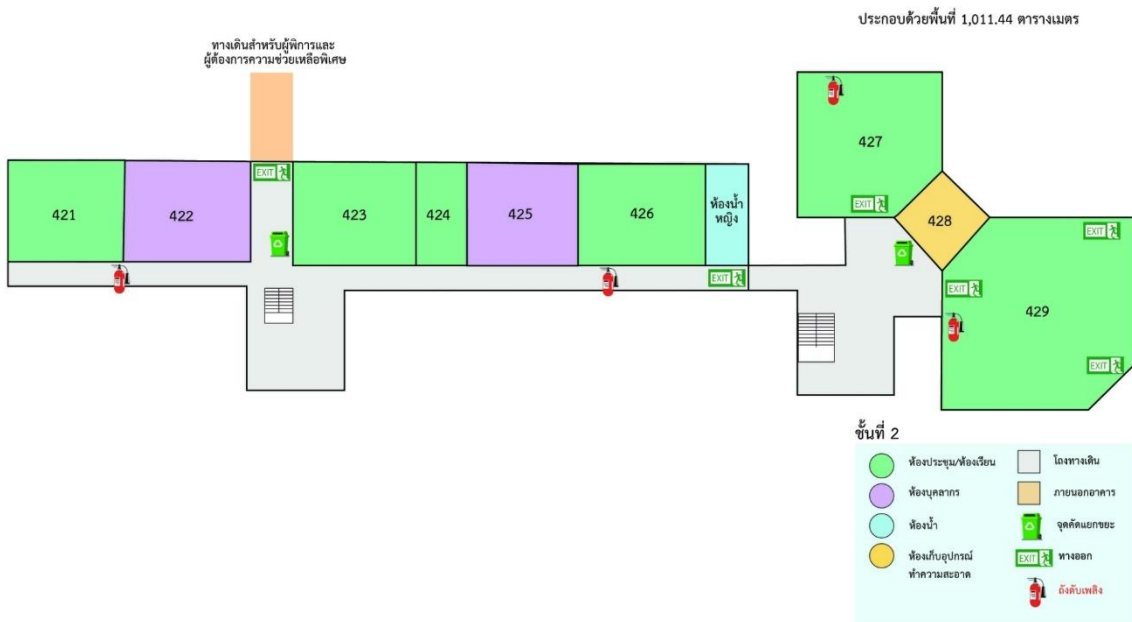 ประกอบด้วยพื้นที่ 1,011.44 ตารางเมตร
ทางเดินสำหรับผู้พิการและ
ผู้ต้องการความช่วยเหลือพิเศษ
427
EXIT
421
422
423
424
425
426
ห้องน้ำ
หญิง
EXIT
428
EXIT
EXIT
EXIT
429
EXIT
ชั้นที่ 2
ห้องประชุม/ห้องเรียน
โถงทางเดิน
ห้องบุคลากร
ภายนอกอาคาร
ห้องน้ำ
จุดคัดแยกขยะ
ห้องเก็บอุปกรณ์
ทำความสะอาด
EXIT ทางออก
ถังดับเพลิง